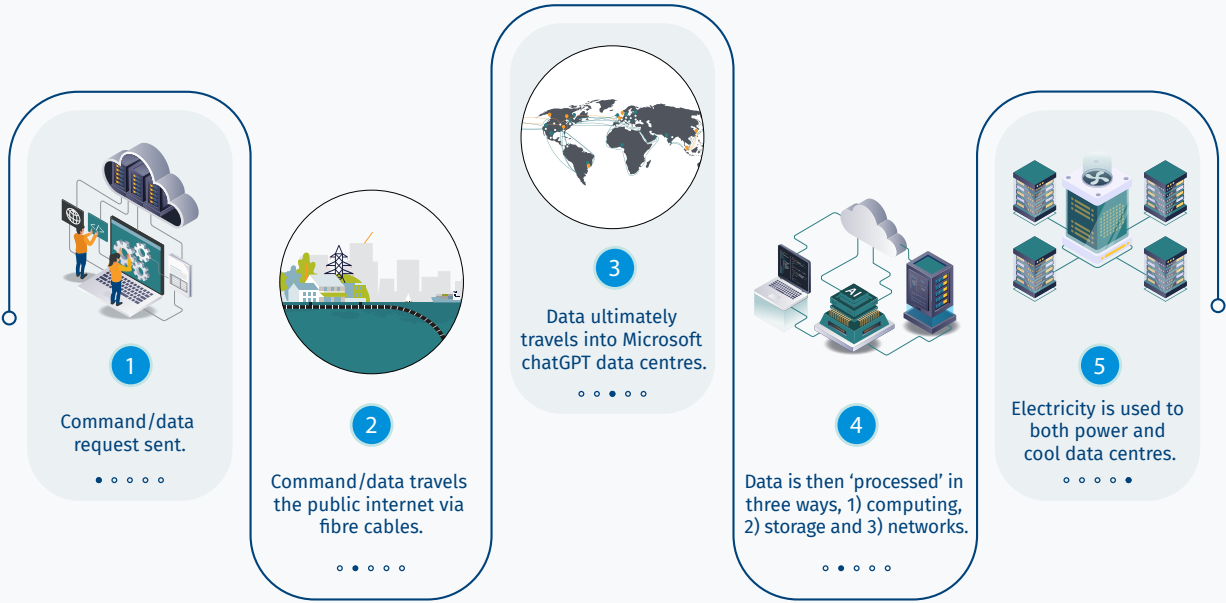 1
Command/data
request sent.
2
Command/data travels
the public internet via
fibre cables.
3
Data ultimately
travels into Microsoft
chatGPT data centres.
AI
4
Data is then ‘processed’ in
three ways, 1) computing,
2) storage and 3) networks.
5
Electricity is used to
both power and
cool data centres.